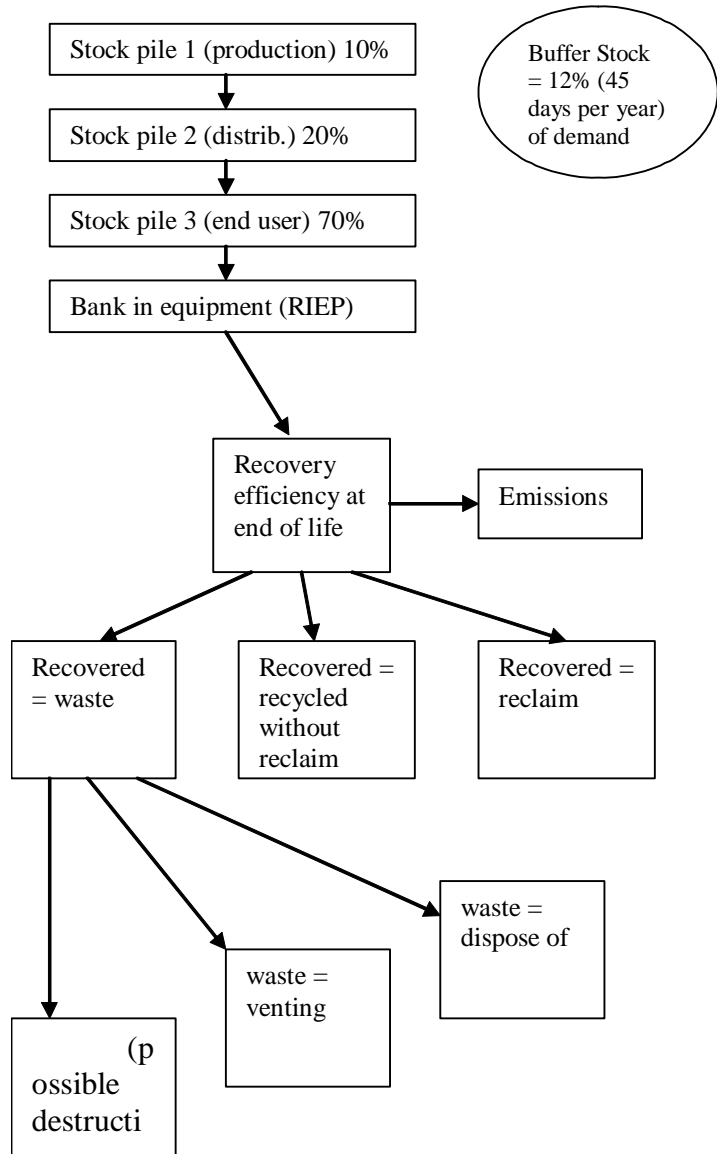 Stock pile 1 (production) 10%
Buffer Stock
= 12% (45
days per year)
of demand
Stock pile 2 (distrib.) 20%
Stock pile 3 (end user) 70%
Bank in equipment (RIEP)
Recovery
efficiency at
end of life
Emissions
Recovered
= waste
Recovered =
recycled
without
reclaim
Recovered =
reclaim
waste =
dispose of
waste =
venting
(p
ossible
destructi